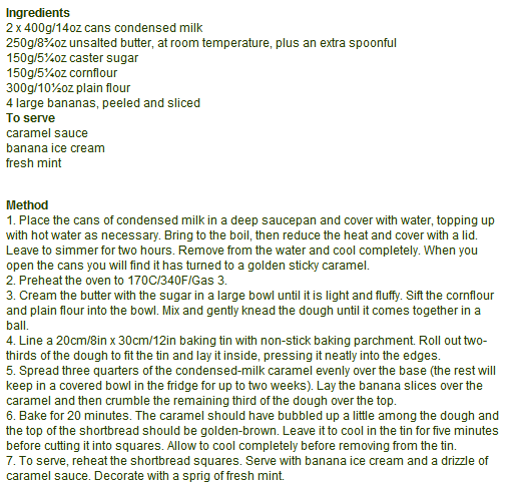 Ingredients
2 x 400g/14oz cans condensed milk
250g/8¾oz unsalted butter, at room temperature, plus an extra spoonful
150g/5¼oz caster sugar
150g/5¼oz cornflour
300g/10½oz plain flour
4 large bananas, peeled and sliced
To serve
caramel sauce
banana ice cream
fresh mint
Method
1. Place the cans of condensed milk in a deep saucepan and cover with water, topping up
with hot water as necessary. Bring to the boil, then reduce the heat and cover with a lid.
Leave to simmer for two hours. Remove from the water and cool completely. When you
open the cans you will find it has turned to a golden sticky caramel.
2. Preheat the oven to 170C/340F/Gas 3.
3. Cream the butter with the sugar in a large bowl until it is light and fluffy. Sift the cornflour
and plain flour into the bowl. Mix and gently knead the dough until it comes together in a
ball.
4. Line a 20cm/8in x 30cm/12in baking tin with non-stick baking parchment. Roll out two-
thirds of the dough to fit the tin and lay it inside, pressing it neatly into the edges.
5. Spread three quarters of the condensed-milk caramel evenly over the base (the rest will
keep in a covered bowl in the fridge for up to two weeks). Lay the banana slices over the
caramel and then crumble the remaining third of the dough over the top.
6. Bake for 20 minutes. The caramel should have bubbled up a little among the dough and
the top of the shortbread should be golden-brown. Leave it to cool in the tin for five minutes
before cutting it into squares. Allow to cool completely before removing from the tin.
7. To serve, reheat the shortbread squares. Serve with banana ice cream and a drizzle of
caramel sauce. Decorate with a sprig of fresh mint.